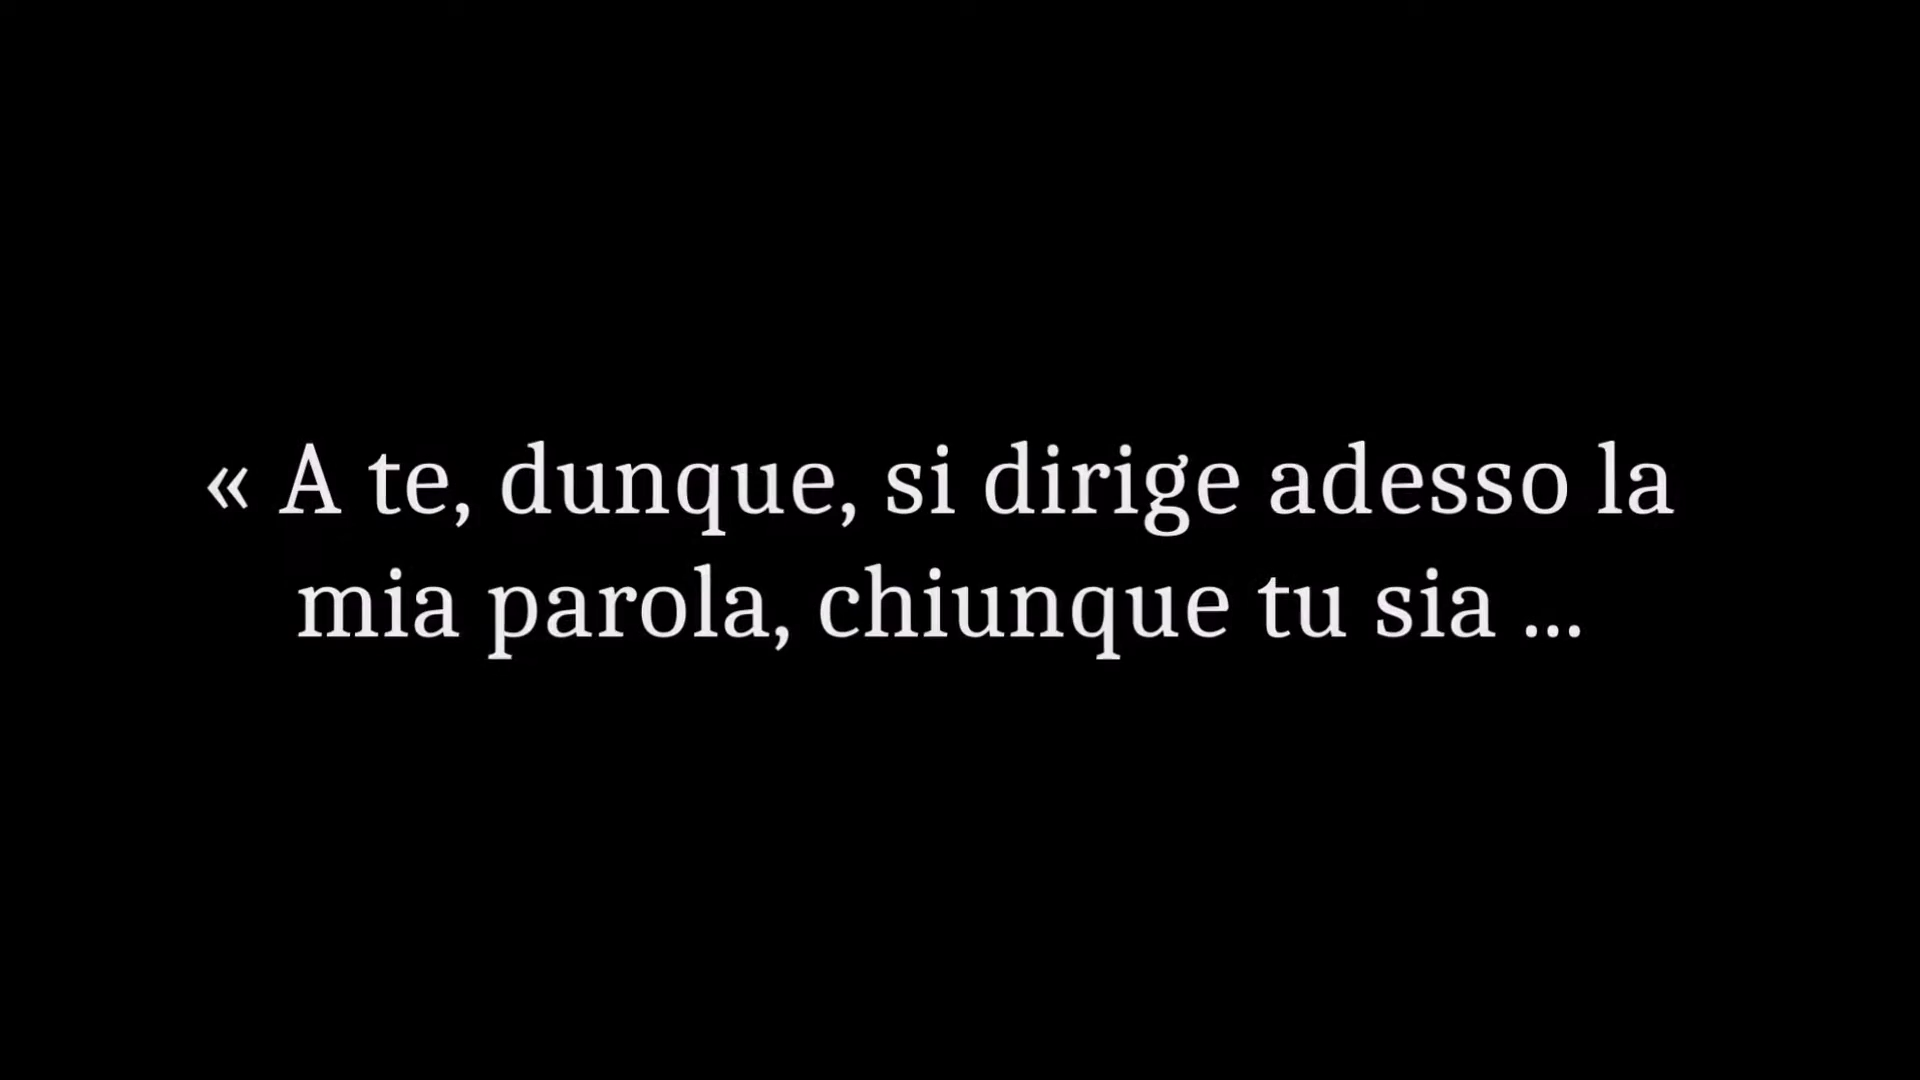 « A te, dunque, si dirige adesso la
mia parola, chiunque tu sia ...